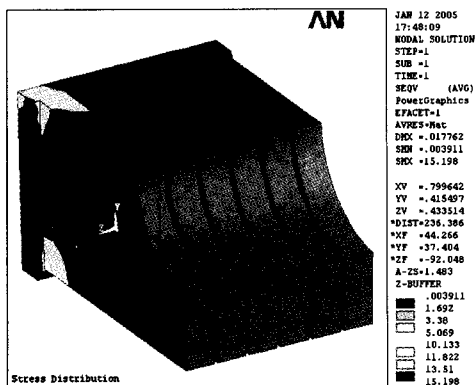 AN
JAN 12 2005
17:48:09
NODAL SOLUTION
STEP=1
SUB =1
TIME=1
SEQV (AVG)
PowerGraphics
EFACET=1
AVRES=Mat
DMX =.017762
SMN =.003911
SMX =15.198
XV =.799642
YV =.415497
ZV =.433514
*DIST=236.386
*XF =44.266
*YF =37.404
*ZF =-92.048
A-ZS=1.483
Z-BUFFER
.003911
1.692
3.38
5.069
10.133
11.822
13.51
15.198
Stress Distribution